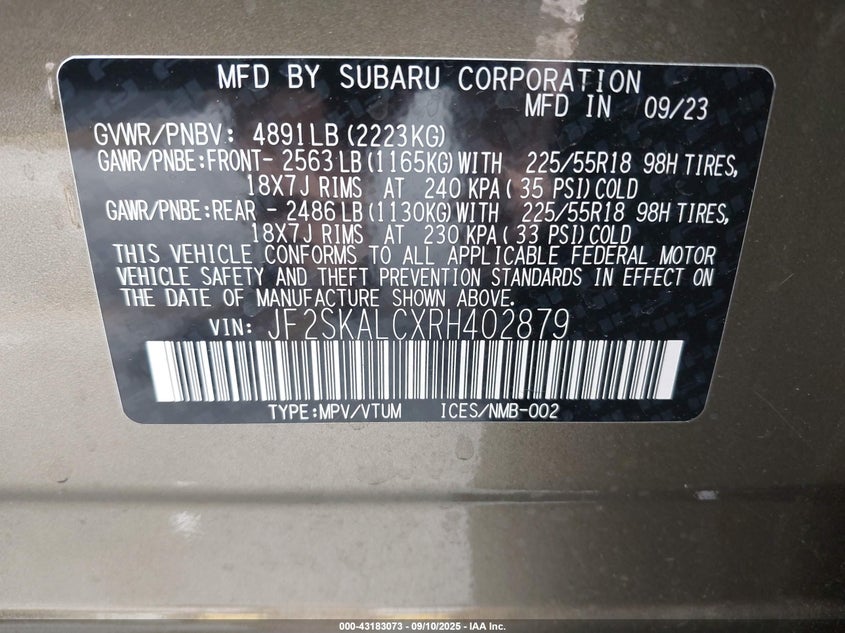 MFD BY SUBARU CORPORATION
MFD IN 09/23
GVWR/PNBV: 4891LB (2223KG)
GAWR/PNBE:FRONT- 2563 LB (1165KG) WITH 225/55R18 98H TIRES,
18X7J RIMS AT 240 KPA ( 35 PSI) COLD
GAWR/PNBE:REAR - 2486 LB (1130KG) WITH 225/55R18 98H TIRES,
18X7J RIMS AT 230 KPA ( 33 PSI) COLD
THIS VEHICLE CONFORMS TO ALL APPLICABLE FEDERAL MOTOR
VEHICLE SAFETY AND THEFT PREVENTION STANDARDS IN EFFECT ON
THE DATE OF MANUFACTURE SHOWN ABOVE.
VIN: JF2SKALCXRH402879
TYPE:MPV/VTUM ICES/NMB-002
000-43183073 - 09/10/2025 - IAA Inc.